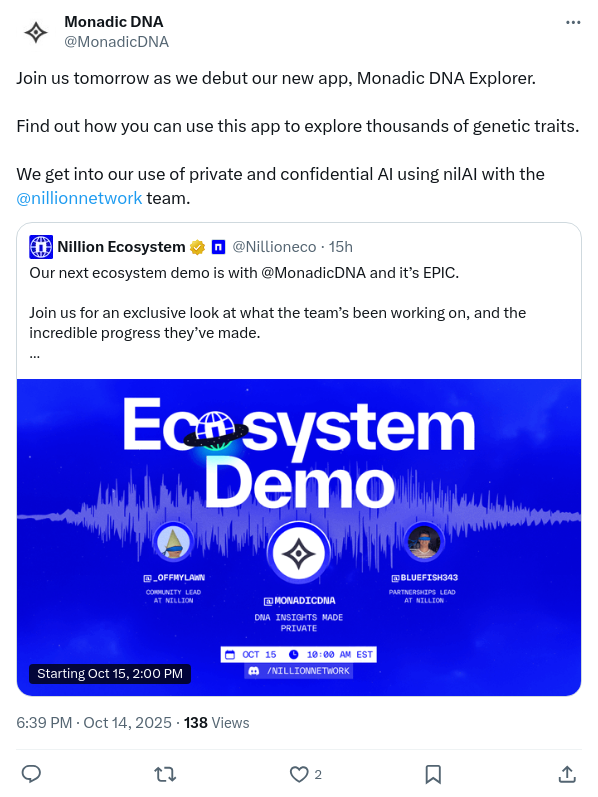 Monadic DNA
@MonadicDNA
Join us tomorrow as we debut our new app, Monadic DNA Explorer.
Find out how you can use this app to explore thousands of genetic traits.
We get into our use of private and confidential AI using nilAI with the
@nillionnetwork team.
Nillion Ecosystem @Nillioneco · 15h
Our next ecosystem demo is with @MonadicDNA and it’s EPIC.
Join us for an exclusive look at what the team’s been working on, and the
incredible progress they’ve made.
...
Ecosystem
Demo
@_OFFMYLAWN
COMMUNITY LEAD
AT NILLION
@MONADICDNA
DNA INSIGHTS MADE
PRIVATE
@BLUEFISH343
PARTNERSHIPS LEAD
AT NILLION
OCT 15 10:00 AM EST
/NILLIONNETWORK
Starting Oct 15, 2:00 PM
6:39 PM · Oct 14, 2025 · 138 Views
2